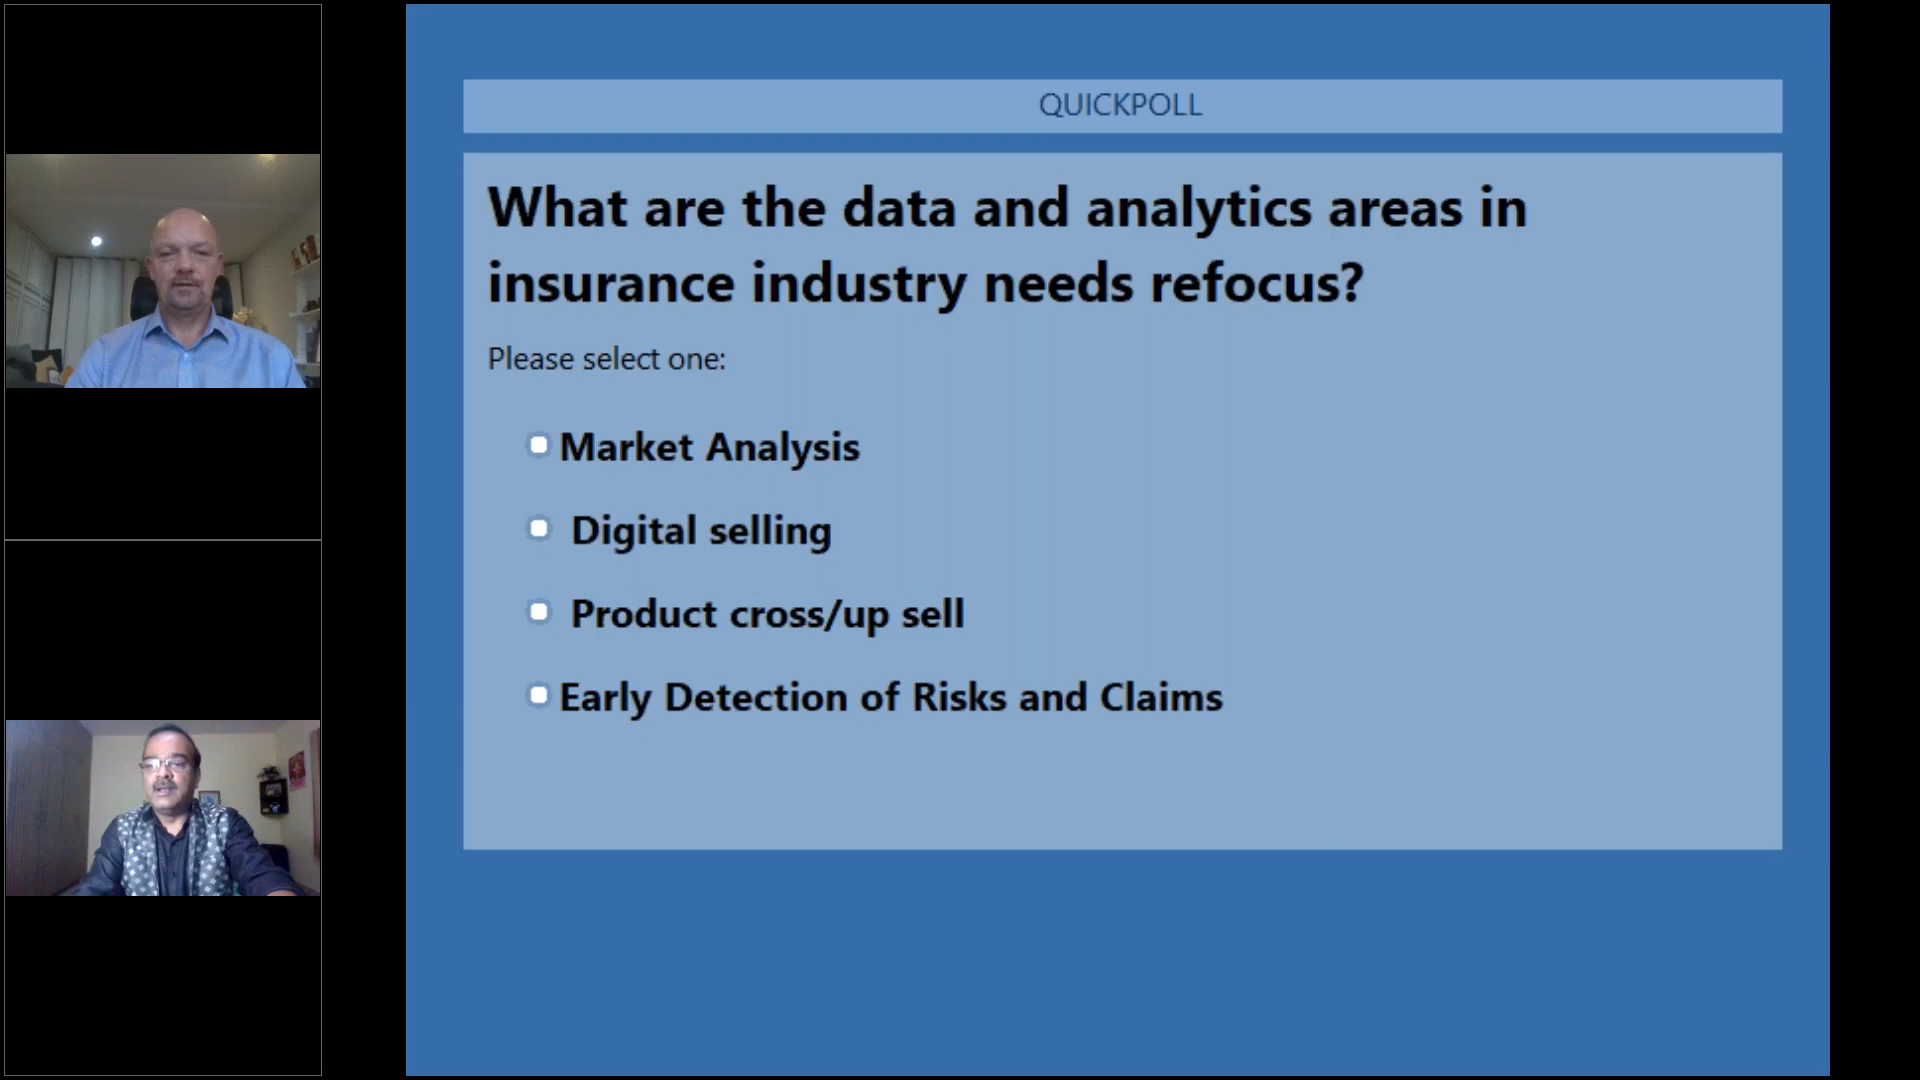 QUICKPOLL
What are the data and analytics areas in
insurance industry needs refocus?
Please select one:
Market Analysis
Digital selling
Product cross/up sell
Early Detection of Risks and Claims